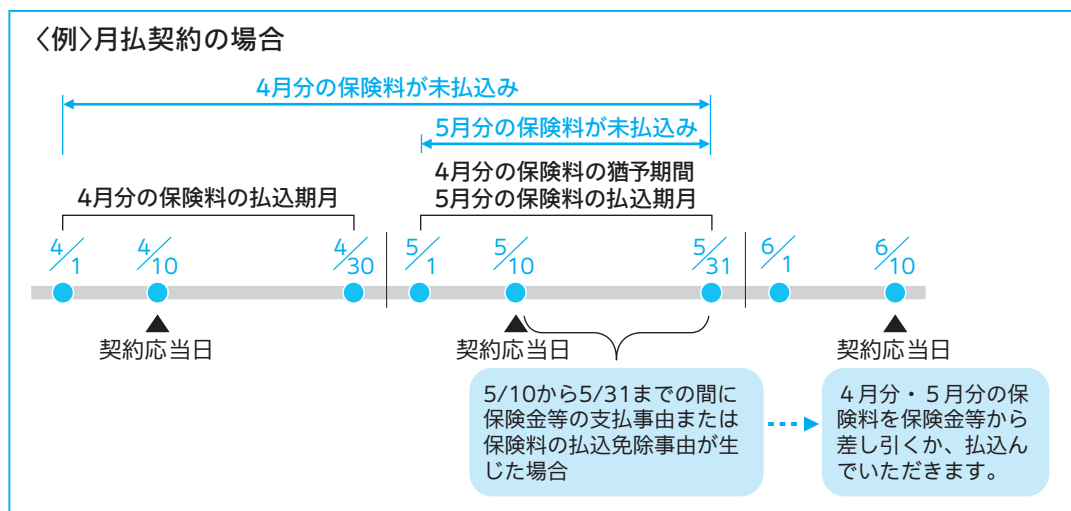 〈例〉月払契約の場合
4月分の保険料が未払込み
5月分の保険料が未払込み
4月分の保険料の猶予期間
4月分の保険料の払込期月
5月分の保険料の払込期月
4/1
4/10
4/30
5/1
5/10
5/31
6/1
6/10
契約応当日
契約応当日
契約応当日
5/10から5/31までの間に
保険金等の支払事由または
保険料の払込免除事由が生
じた場合
4月分・5月分の保
険料を保険金等から
差し引くか、払込ん
でいただきます。